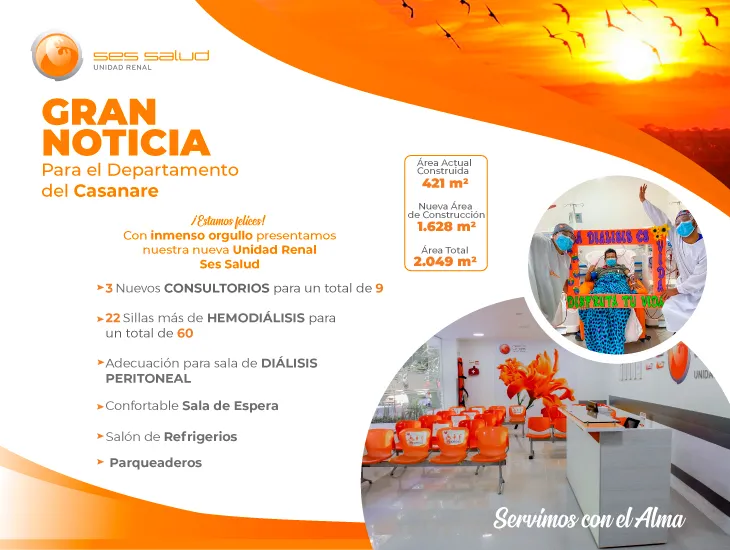 ses salud
UNIDAD RENAL
GRAN
NOTICIA
Para el Departamento
del Casanare
¡Estamos felices!
Con inmenso orgullo presentamos
nuestra nueva Unidad Renal
Ses Salud
3 Nuevos CONSULTORIOS para un total de 9
22 Sillas más de HEMODIÁLISIS para
un total de 60
Adecuación para sala de DIÁLISIS
PERITONEAL
Confortable Sala de Espera
Salón de Refrigerios
Parqueaderos
Área Actual
Construida
421 m²
Nueva Área
de Construcción
1.628 m²
Área Total
2.049 m²
DIÁLISIS ES
VIDA
DISFRUTA TU VIDA
UNIDA
Servimos con el Alma